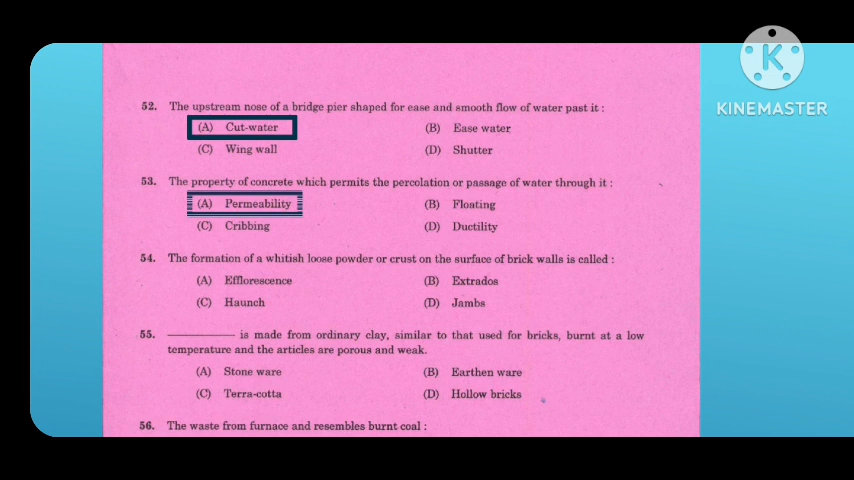 KINEMASTER
52. The upstream nose of a bridge pier shaped for ease and smooth flow of water past it :
(A) Cut-water (B) Ease water
(C) Wing wall (D) Shutter
53. The property of concrete which permits the percolation or passage of water through it :
(A) Permeability (B) Floating
(C) Cribbing (D) Ductility
54. The formation of a whitish loose powder or crust on the surface of brick walls is called :
(A) Efflorescence (B) Extrados
(C) Haunch (D) Jambs
55. ———— is made from ordinary clay, similar to that used for bricks, burnt at a low
temperature and the articles are porous and weak.
(A) Stone ware (B) Earthen ware
(C) Terra-cotta (D) Hollow bricks
56. The waste from furnace and resembles burnt coal :